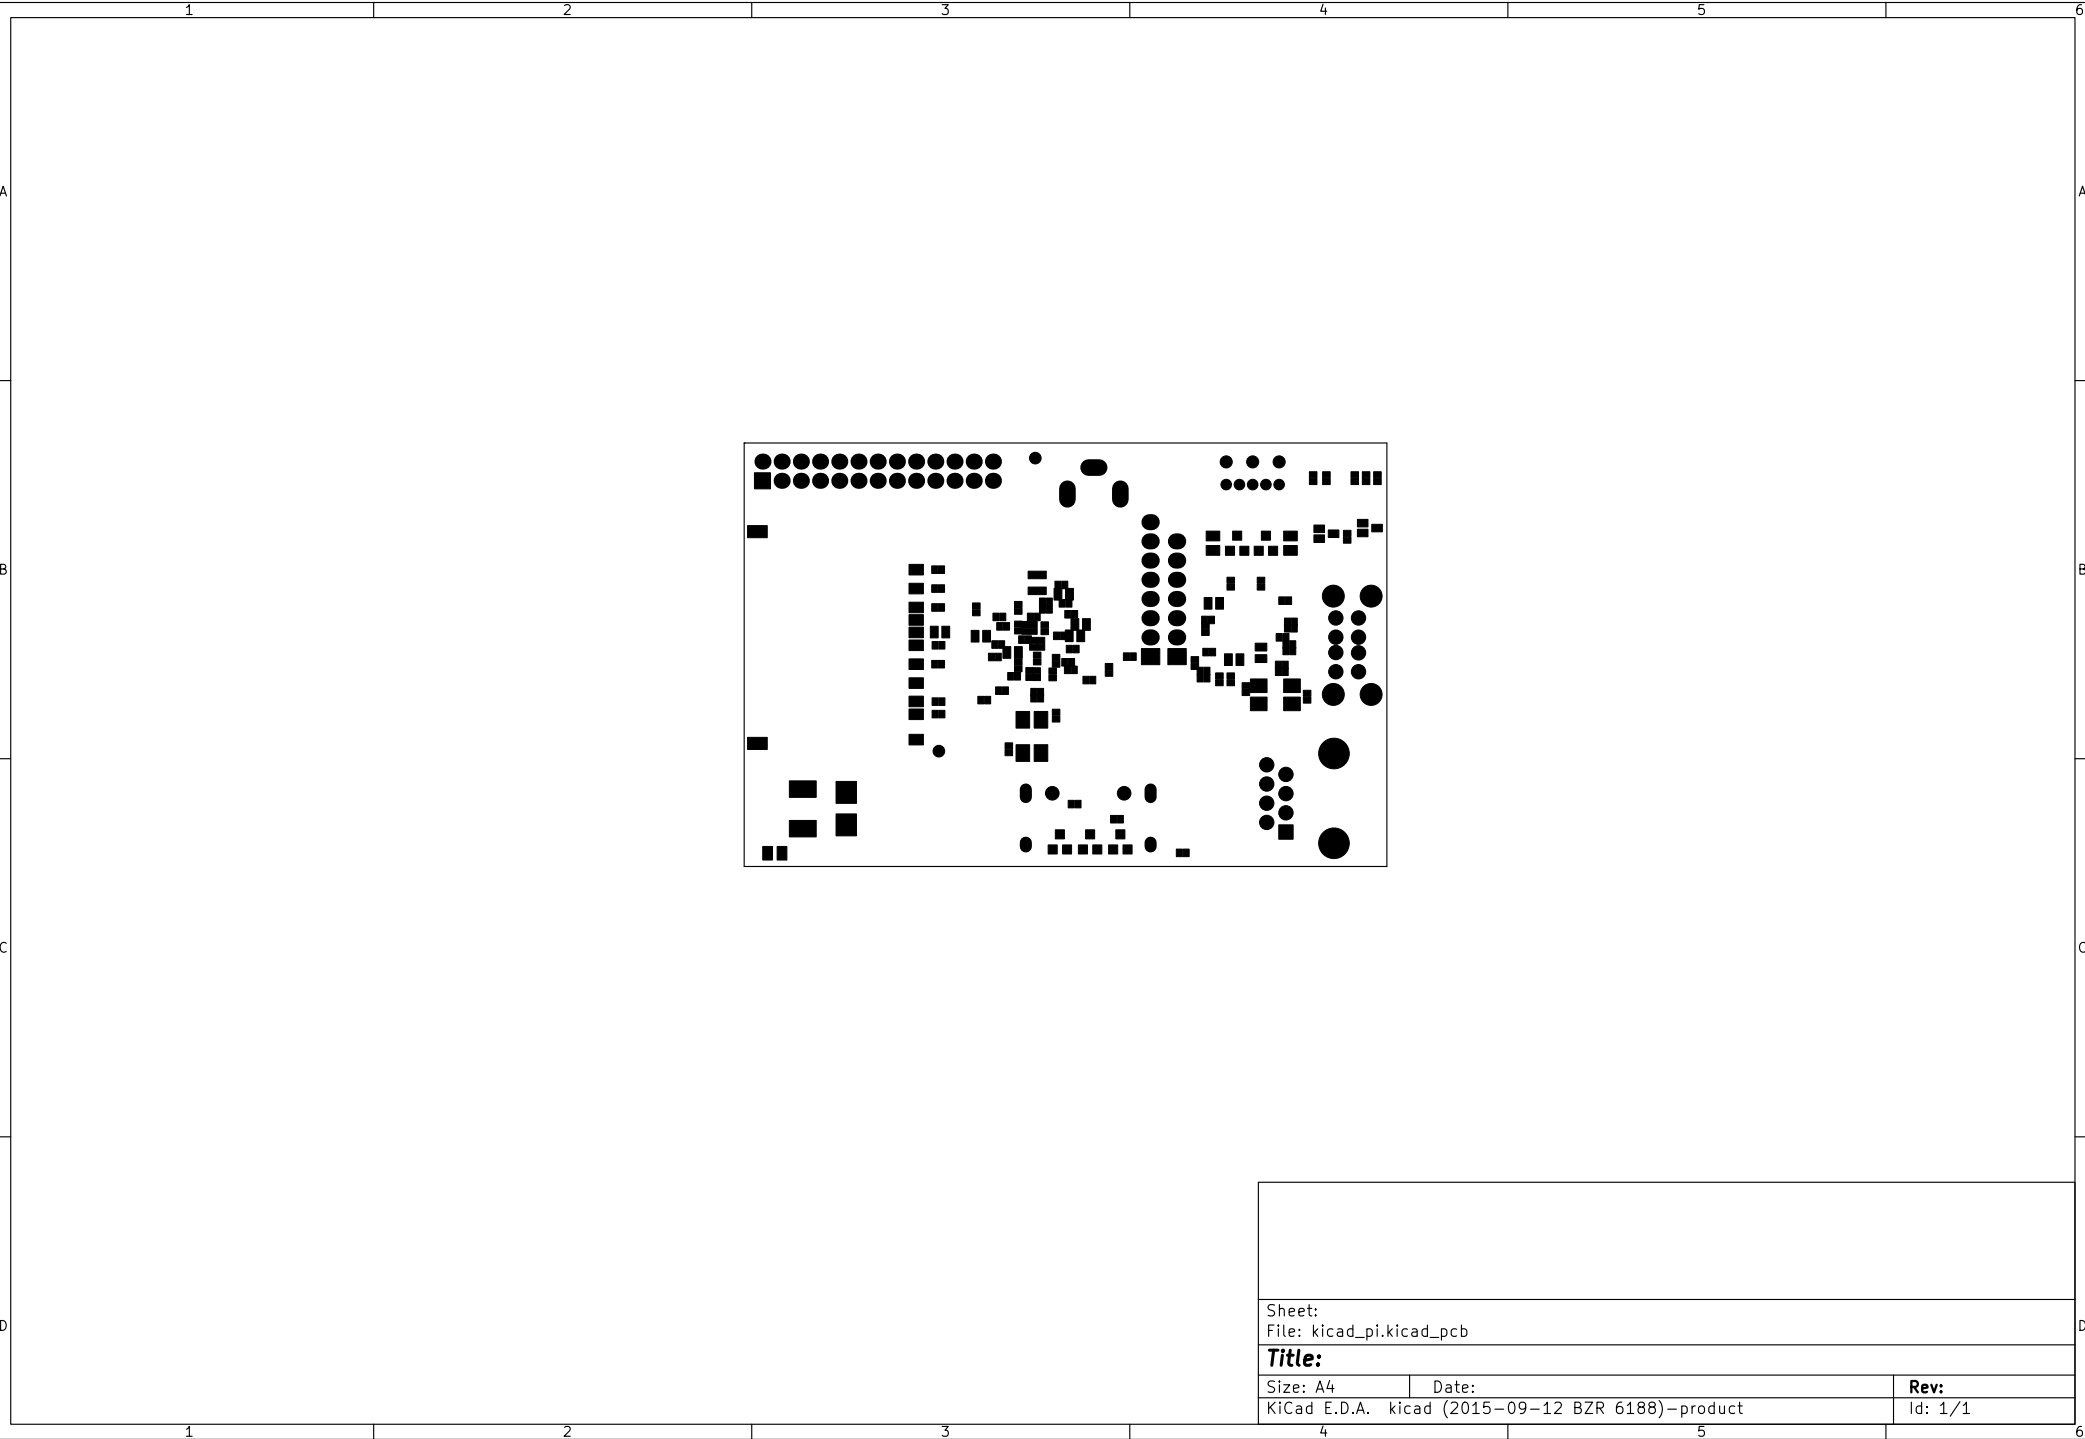 1 2 3 4 5 6
A A
B B
C C
D D
Sheet:
File: kicad_pi.kicad_pcb
Title:
Size: A4 Date: Rev:
KiCad E.D.A. kicad (2015-09-12 BZR 6188)-product Id: 1/1
1 2 3 4 5 6